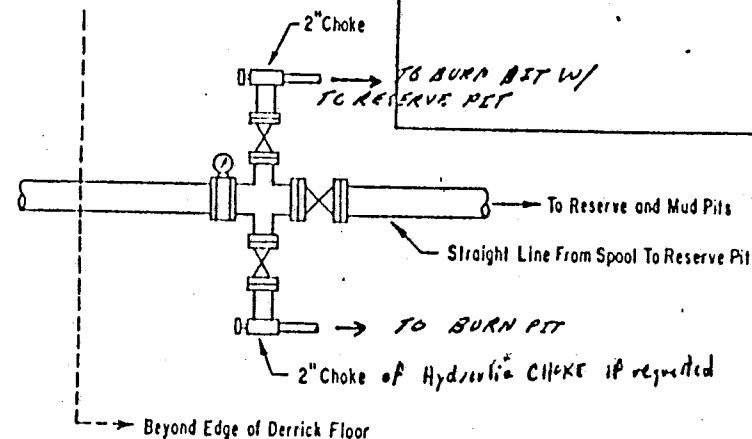 2" Choke
TO BURN PIT W/
TO RESERVE PIT
To Reserve and Mud Pits
Straight Line From Spool To Reserve Pit
TO BURN PIT
2" Choke of Hydraulic CHOKE IF requested
Beyond Edge of Derrick Floor